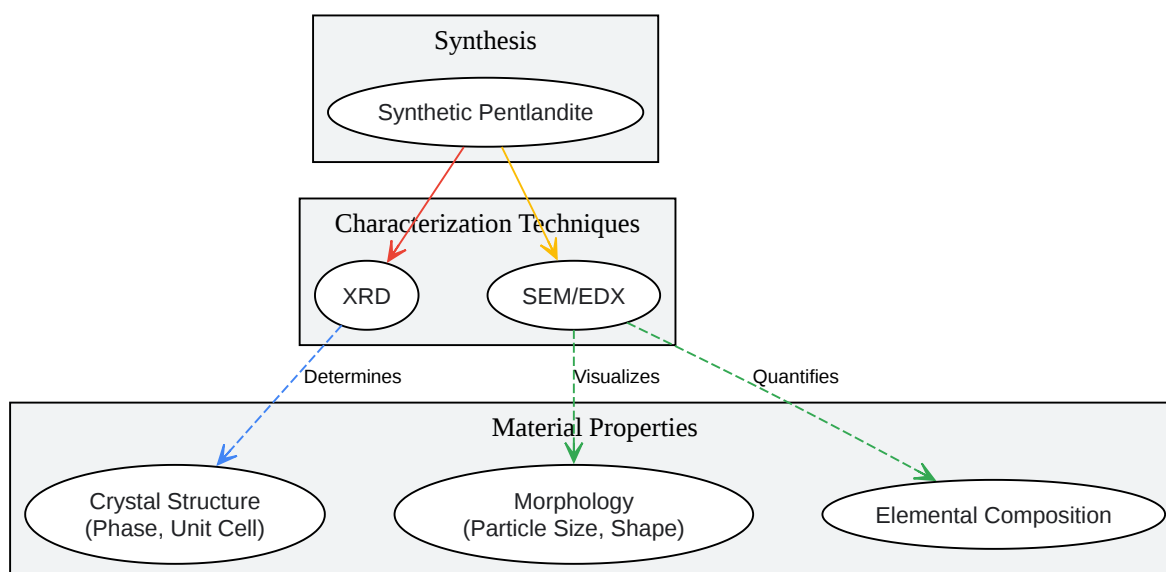 Synthesis
Synthetic Pentlandite
Characterization Techniques
XRD
SEM/EDX
Determines
Visualizes
Quantifies
Material Properties
Crystal Structure
(Phase, Unit Cell)
Morphology
(Particle Size, Shape)
Elemental Composition